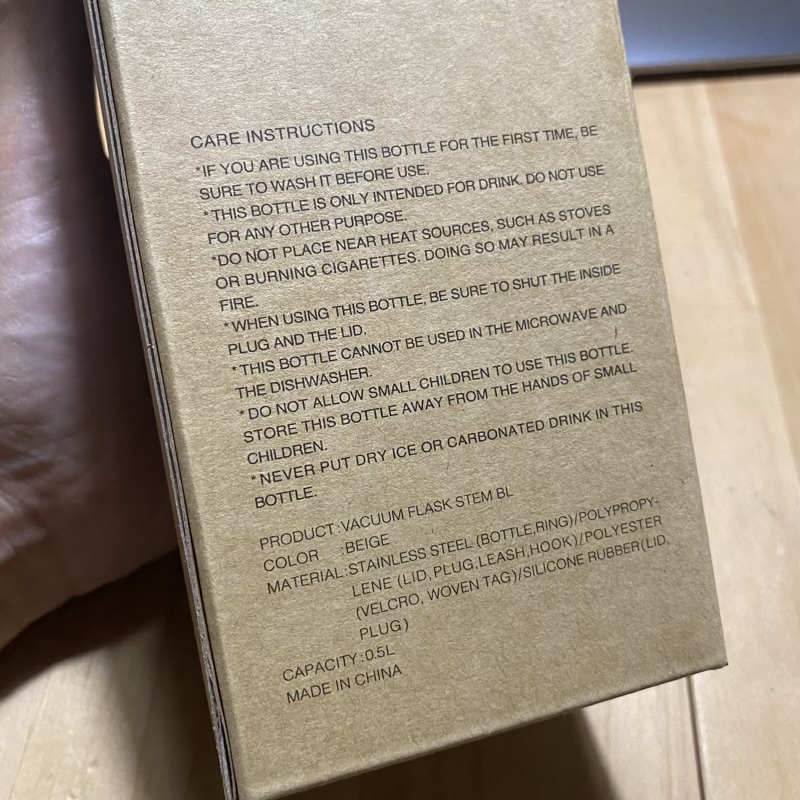 CARE INSTRUCTIONS
*IF YOU ARE USING THIS BOTTLE FOR THE FIRST TIME, BE
SURE TO WASH IT BEFORE USE.
*THIS BOTTLE IS ONLY INTENDED FOR DRINK. DO NOT USE
FOR ANY OTHER PURPOSE.
*DO NOT PLACE NEAR HEAT SOURCES, SUCH AS STOVES
OR BURNING CIGARETTES. DOING SO MAY RESULT IN A
FIRE.
*WHEN USING THIS BOTTLE, BE SURE TO SHUT THE INSIDE
PLUG AND THE LID.
*THIS BOTTLE CANNOT BE USED IN THE MICROWAVE AND
THE DISHWASHER.
*DO NOT ALLOW SMALL CHILDREN TO USE THIS BOTTLE.
STORE THIS BOTTLE AWAY FROM THE HANDS OF SMALL
CHILDREN.
*NEVER PUT DRY ICE OR CARBONATED DRINK IN THIS
BOTTLE.
PRODUCT:VACUUM FLASK STEM BL
COLOR :BEIGE
MATERIAL:STAINLESS STEEL (BOTTLE,RING)/POLYPROPY-
LENE (LID,PLUG,LEASH,HOOK)/POLYESTER
(VELCRO, WOVEN TAG)/SILICONE RUBBER(LID,
PLUG)
CAPACITY:0.5L
MADE IN CHINA